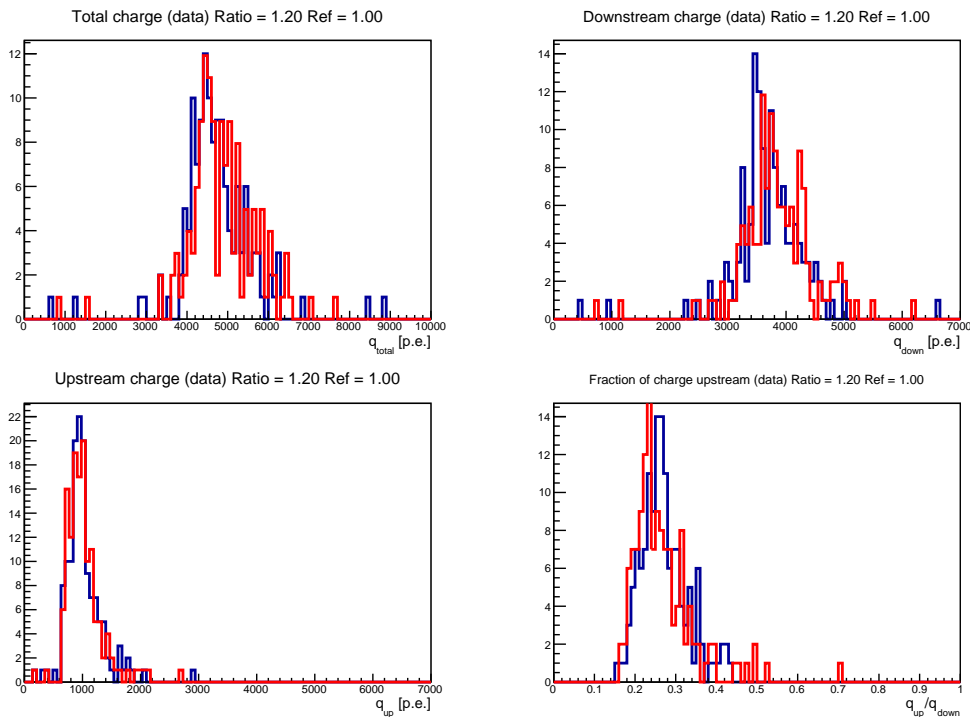 Total charge (data) Ratio = 1.20 Ref = 1.00
12
10
8
6
4
2
0
0 1000 2000 3000 4000 5000 6000 7000 8000 9000 10000
q_total [p.e.]
Downstream charge (data) Ratio = 1.20 Ref = 1.00
14
12
10
8
6
4
2
0
0 1000 2000 3000 4000 5000 6000 7000
q_down [p.e.]
Upstream charge (data) Ratio = 1.20 Ref = 1.00
22
20
18
16
14
12
10
8
6
4
2
0
0 1000 2000 3000 4000 5000 6000 7000
q_up [p.e.]
Fraction of charge upstream (data) Ratio = 1.20 Ref = 1.00
14
12
10
8
6
4
2
0
0 0.1 0.2 0.3 0.4 0.5 0.6 0.7 0.8 0.9 1
q_up/q_down